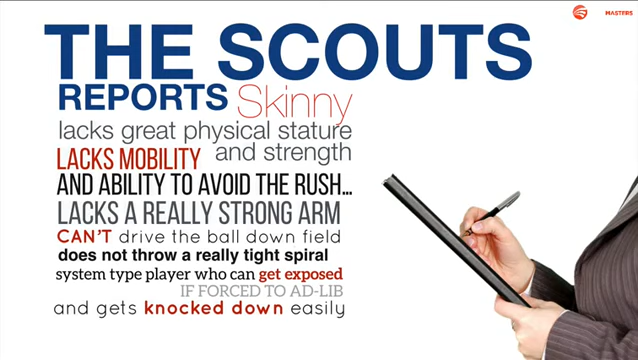 MASTERS
THE SCOUTS
REPORTS Skinny
lacks great physical stature
LACKS MOBILITY and strength
AND ABILITY TO AVOID THE RUSH...
LACKS A REALLY STRONG ARM
CAN'T drive the ball down field
does not throw a really tight spiral
system type player who can get exposed
IF FORCED TO AD-LIB
and gets knocked down easily